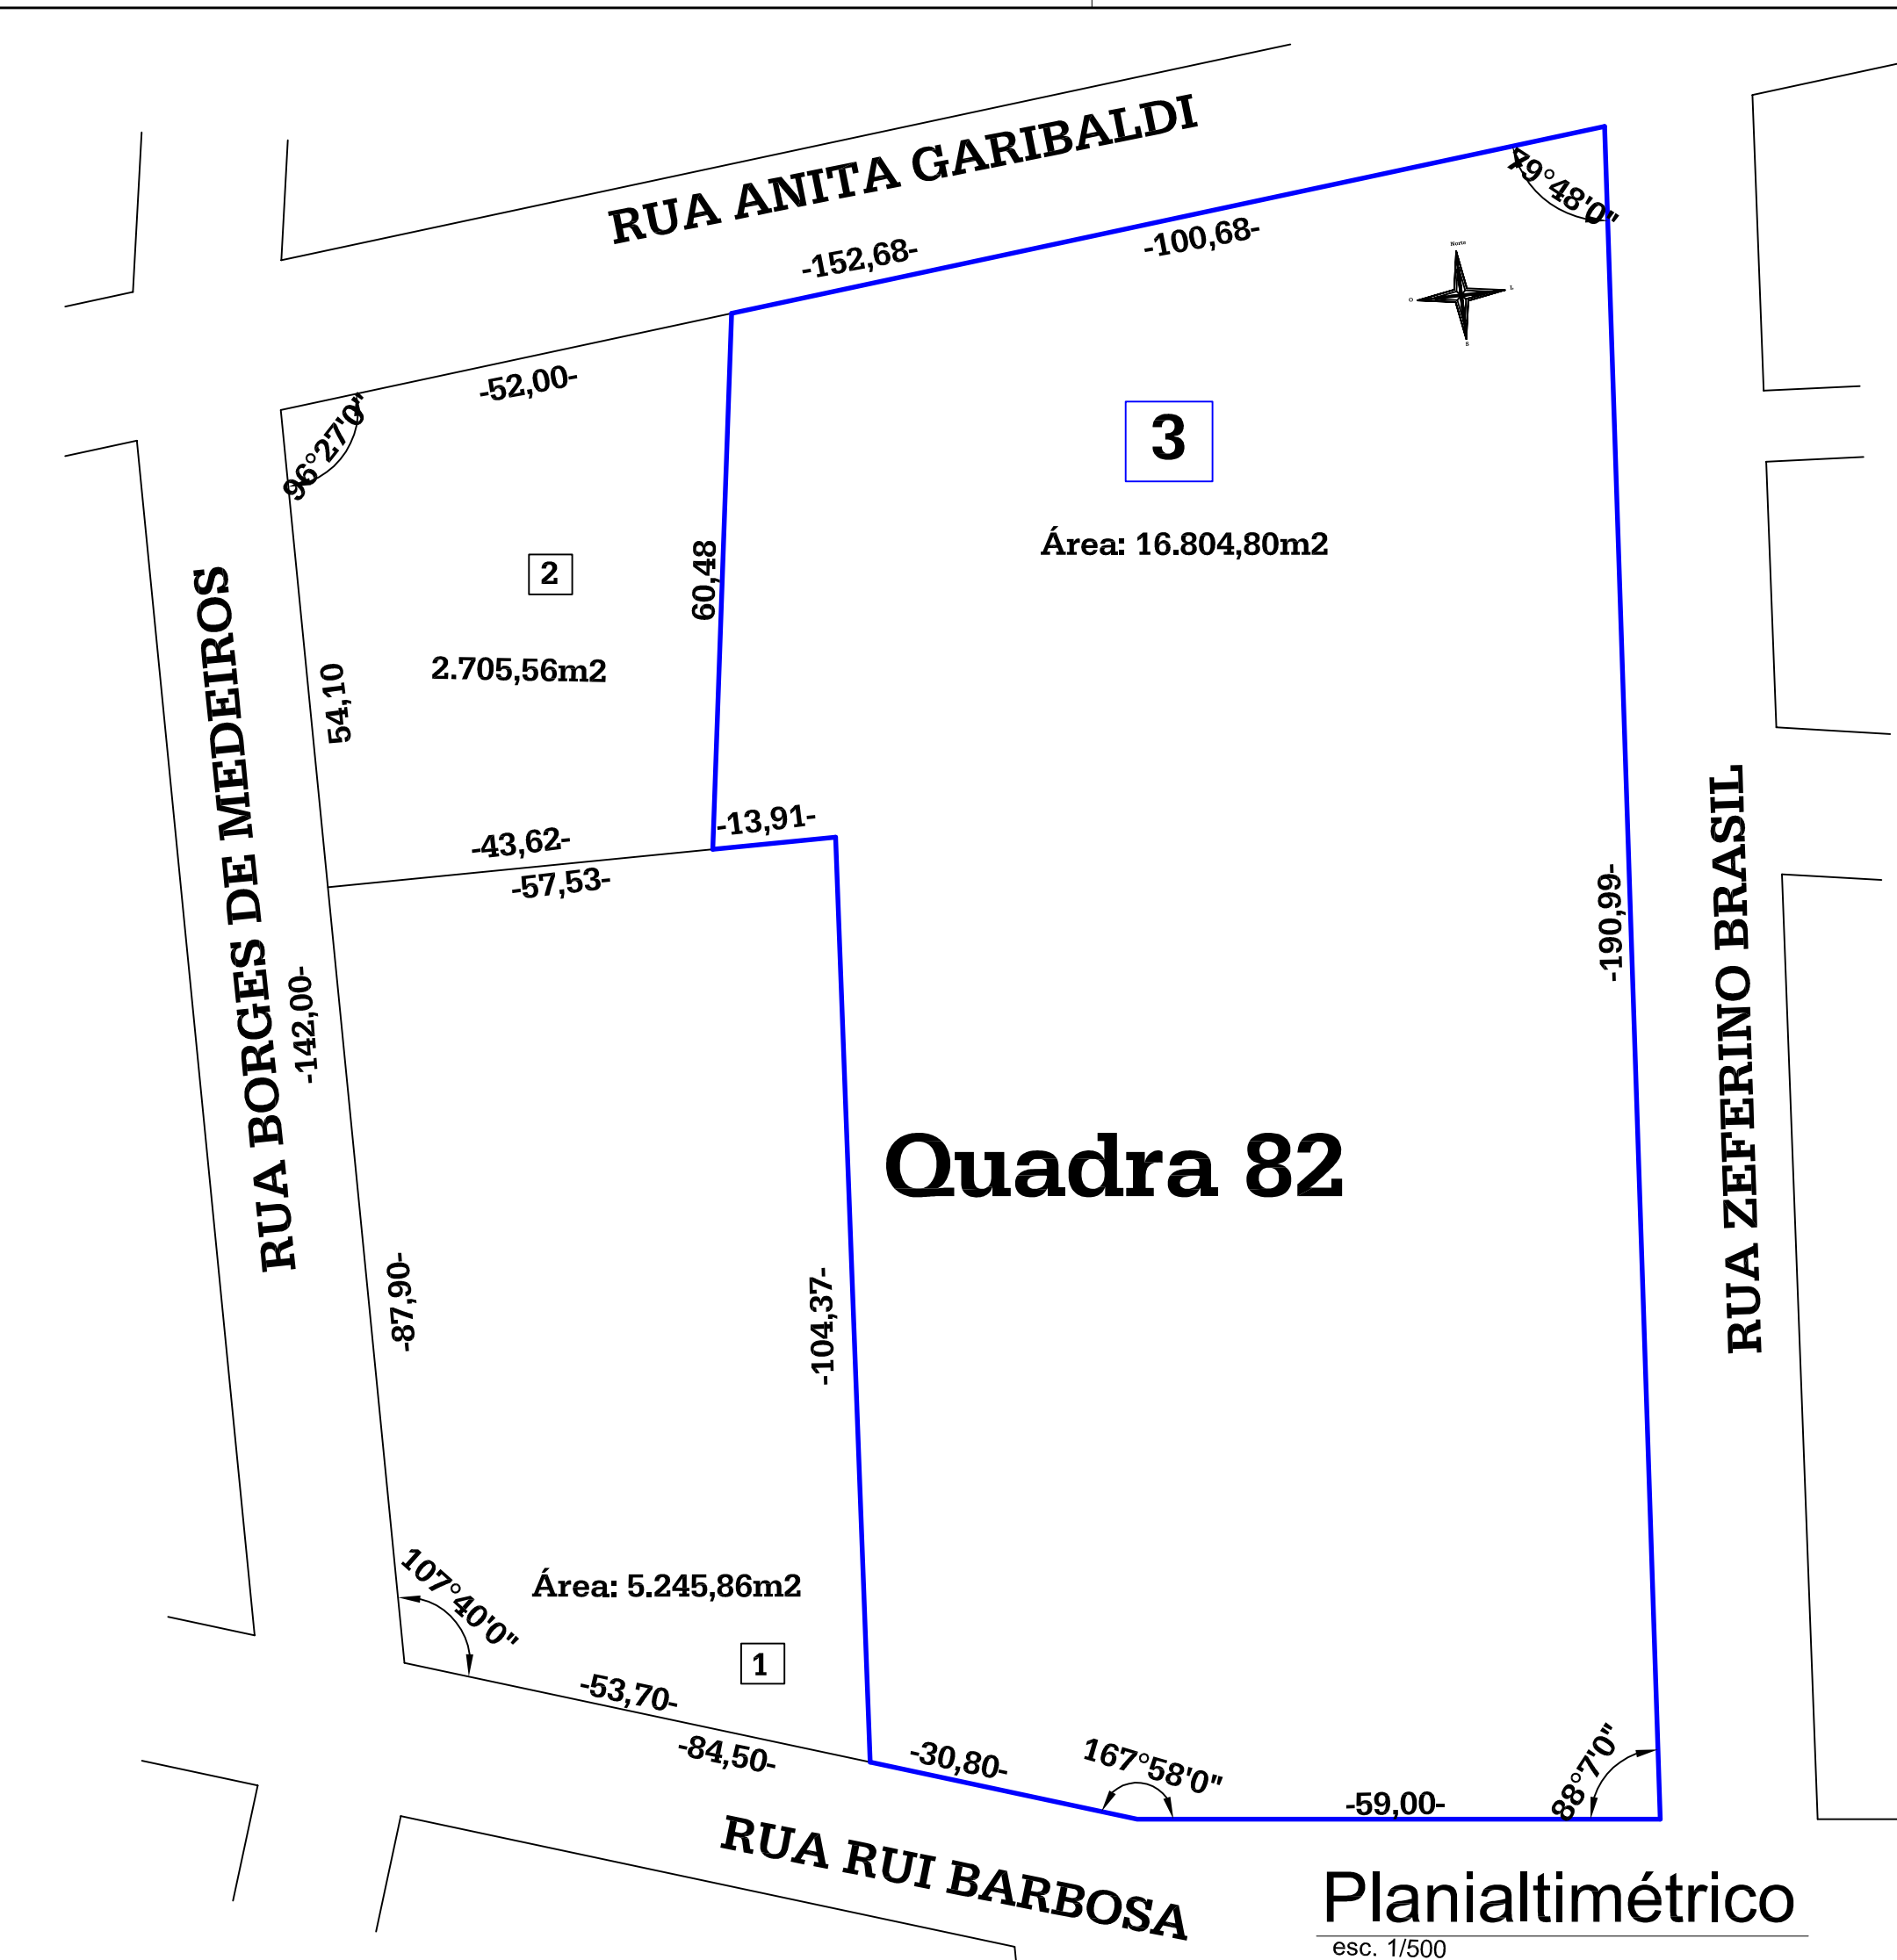 RUA ANITA GARIBALDI
-152,68-
-100,68-
79°48'0"
Norte
O
L
S
-52,00-
96°27'0"
3
Área: 16.804,80m2
2
60,48
2.705,56m2
54,10
RUA BORGES DE MEDEIROS
-13,91-
-43,62-
-57,53-
-190,99-
RUA ZEFERINO BRASIL
-142,00-
Quadra 82
-87,90-
-104,37-
107°40'0"
Área: 5.245,86m2
1
-53,70-
-84,50-
-30,80-
167°58'0"
-59,00-
88°7'0"
RUA RUI BARBOSA
Planialtimétrico
esc. 1/500